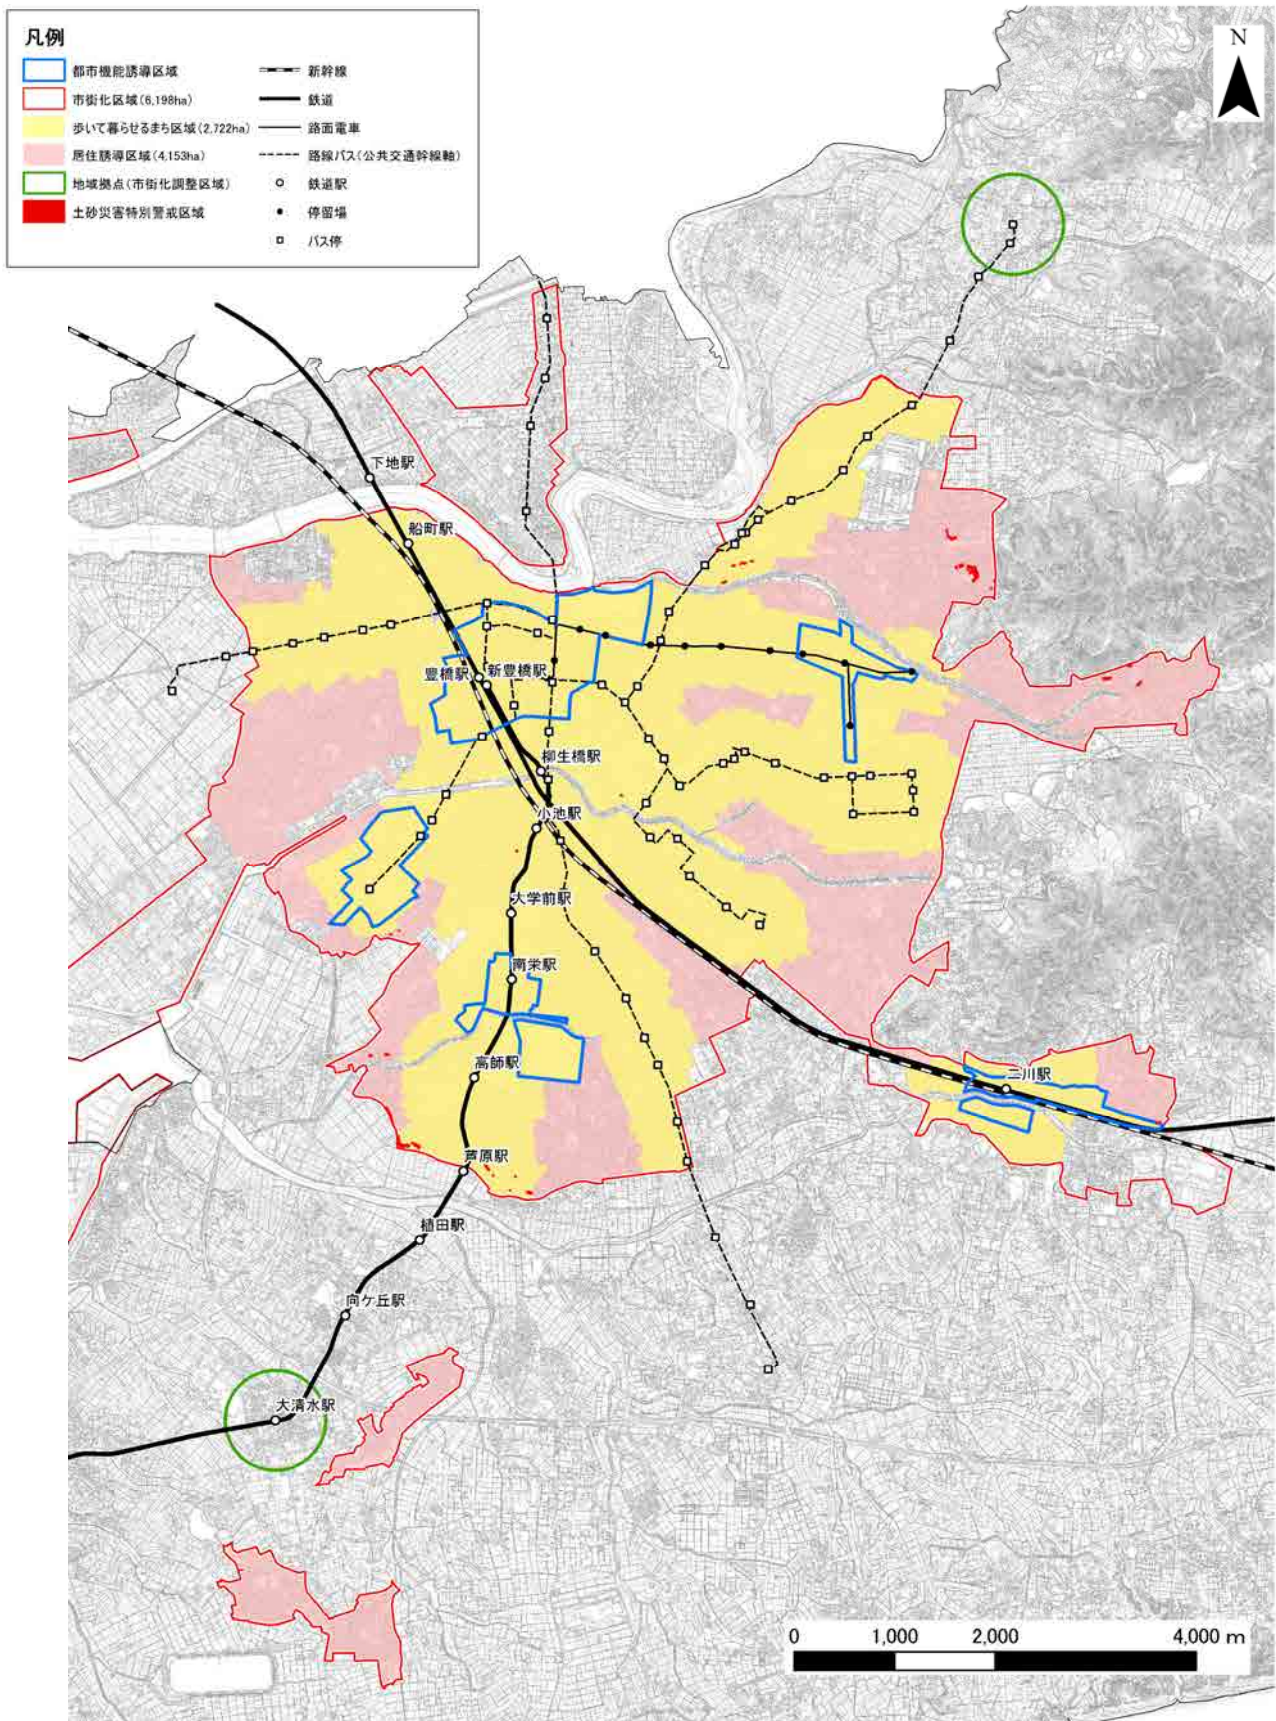 凡例
都市機能誘導区域
市街化区域(6,198ha)
歩いて暮らせるまち区域(2,722ha)
居住誘導区域(4,153ha)
地域拠点(市街化調整区域)
土砂災害特別警戒区域
新幹線
鉄道
路面電車
路線バス(公共交通幹線軸)
鉄道駅
停留場
バス停
N
下地駅
船町駅
豊橋駅
新豊橋駅
柳生橋駅
小池駅
大学前駅
南栄駅
高師駅
二川駅
芦原駅
植田駅
向ケ丘駅
大清水駅
0 1,000 2,000 4,000 m